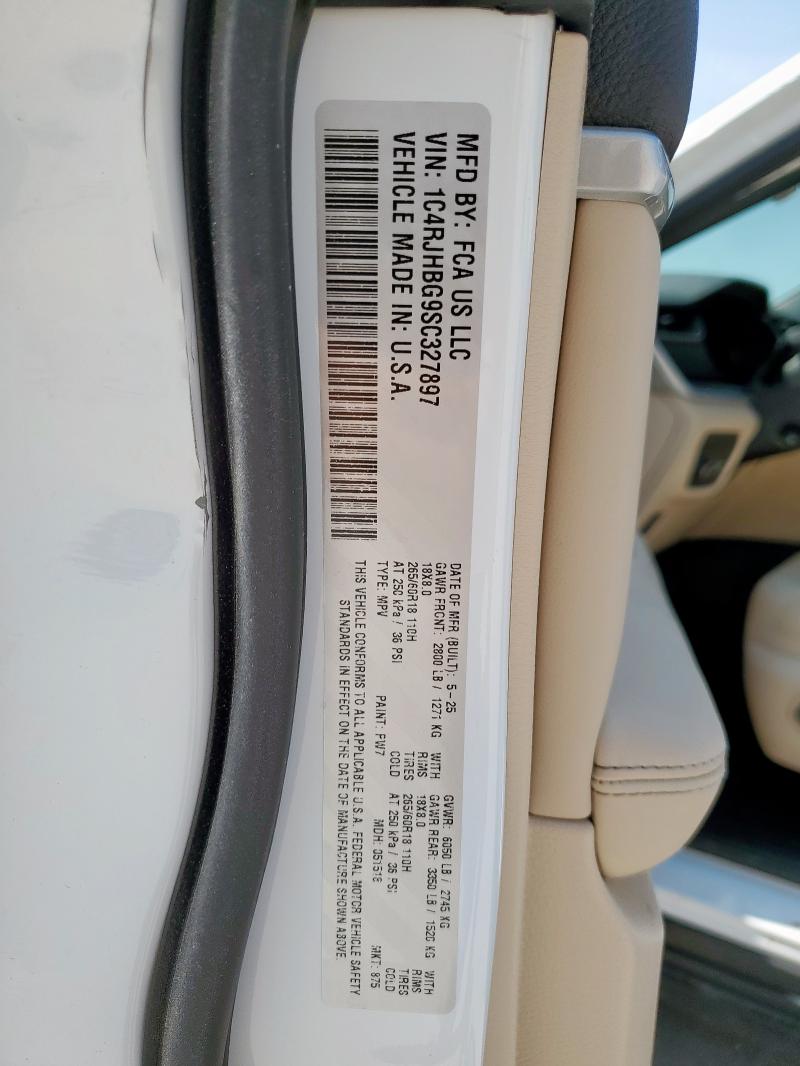 MFD BY: FCA US LLC
VIN: 1C4RJHBG9SC327897
VEHICLE MADE IN: U.S.A.
DATE OF MFR (BUILT): 5-25 GVWR: 6050 LB / 2745 KG
GAWR FRONT: 2800 LB / 1271 KG WITH GAWR REAR: 3350 LB / 1520 KG WITH
18X8.0 RIMS 18X8.0 RIMS
265/60R18 110H TIRES 265/60R18 110H TIRES
AT 250 kPa / 36 PSI COLD AT 250 kPa / 36 PSI COLD
TYPE: MPV PAINT: PW7 MDH: 051518 MKT: 875
THIS VEHICLE CONFORMS TO ALL APPLICABLE U.S.A. FEDERAL MOTOR VEHICLE SAFETY
STANDARDS IN EFFECT ON THE DATE OF MANUFACTURE SHOWN ABOVE.